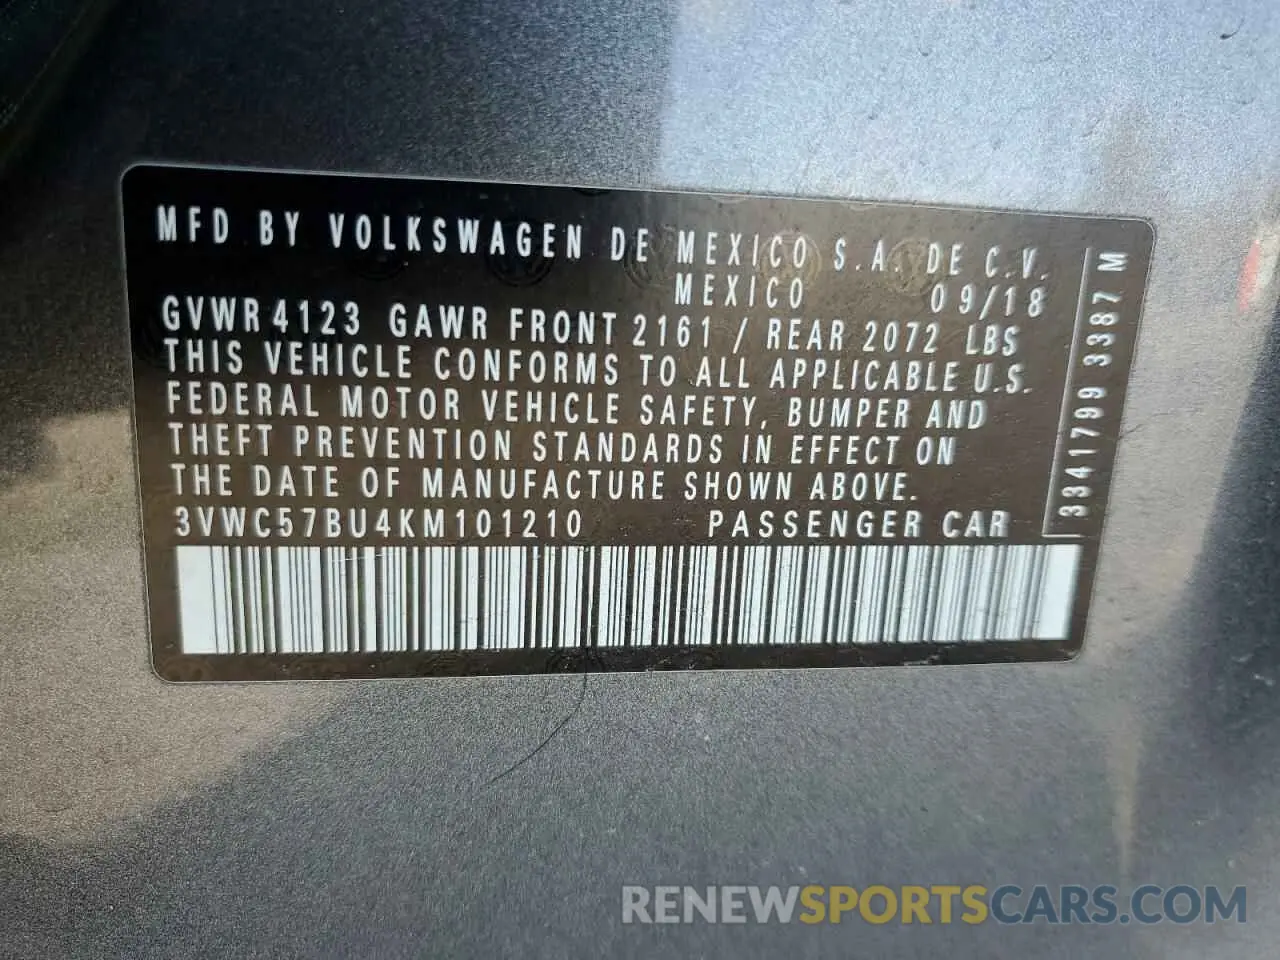 MFD BY VOLKSWAGEN DE MEXICO S.A. DE C.V.
MEXICO 09/18
GVWR 4123 GAWR FRONT 2161 / REAR 2072 LBS
THIS VEHICLE CONFORMS TO ALL APPLICABLE U.S.
FEDERAL MOTOR VEHICLE SAFETY, BUMPER AND
THEFT PREVENTION STANDARDS IN EFFECT ON
THE DATE OF MANUFACTURE SHOWN ABOVE.
3VWC57BU4KM101210 PASSENGER CAR
3341799 3387 M
RENEWSPORTSCARS.COM